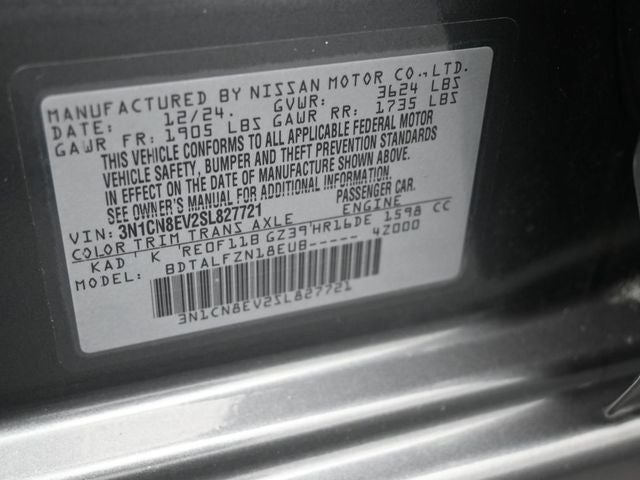 MANUFACTURED BY NISSAN MOTOR CO.,LTD.
DATE: 12/24. GVWR: 3624 LBS
GAWR FR: 1905 LBS GAWR RR: 1735 LBS
THIS VEHICLE CONFORMS TO ALL APPLICABLE FEDERAL MOTOR
VEHICLE SAFETY, BUMPER AND THEFT PREVENTION STANDARDS
IN EFFECT ON THE DATE OF MANUFACTURE SHOWN ABOVE.
SEE OWNER'S MANUAL FOR ADDITIONAL INFORMATION.
VIN: 3N1CN8EV2SL827721 PASSENGER CAR.
COLOR TRIM TRANS AXLE ENGINE
KAD K RE0F11B GZ39 HR16DE 1598 CC
MODEL: BDTALFZN18EUB----- 4Z000
3N1CN8EV2SL827721